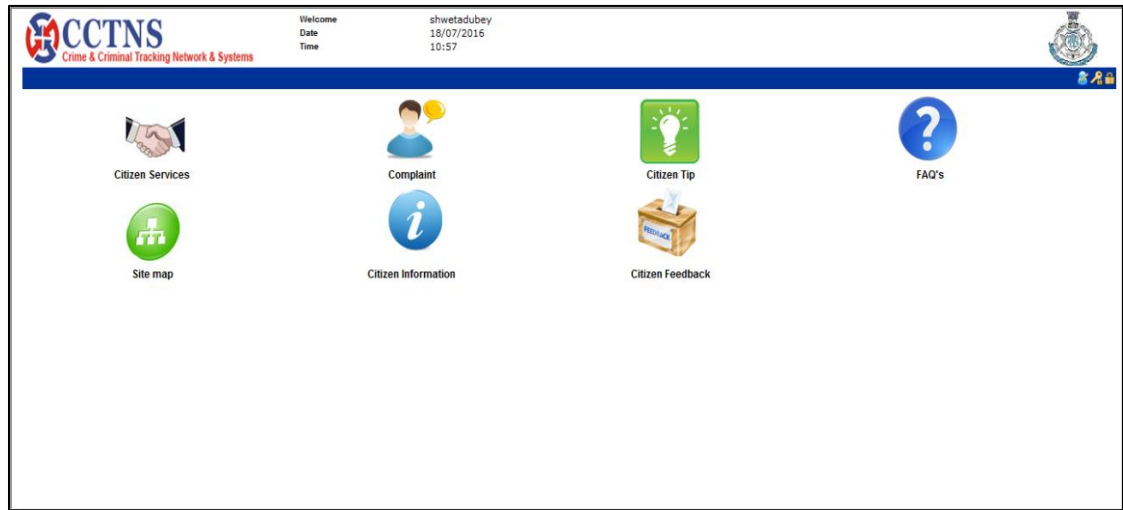 CCTNS
Crime & Criminal Tracking Network & Systems
Welcome shwetadubey
Date 18/07/2016
Time 10:57
Citizen Services
Complaint
Citizen Tip
FAQ's
FEEDBACK
Site map
Citizen Information
Citizen Feedback